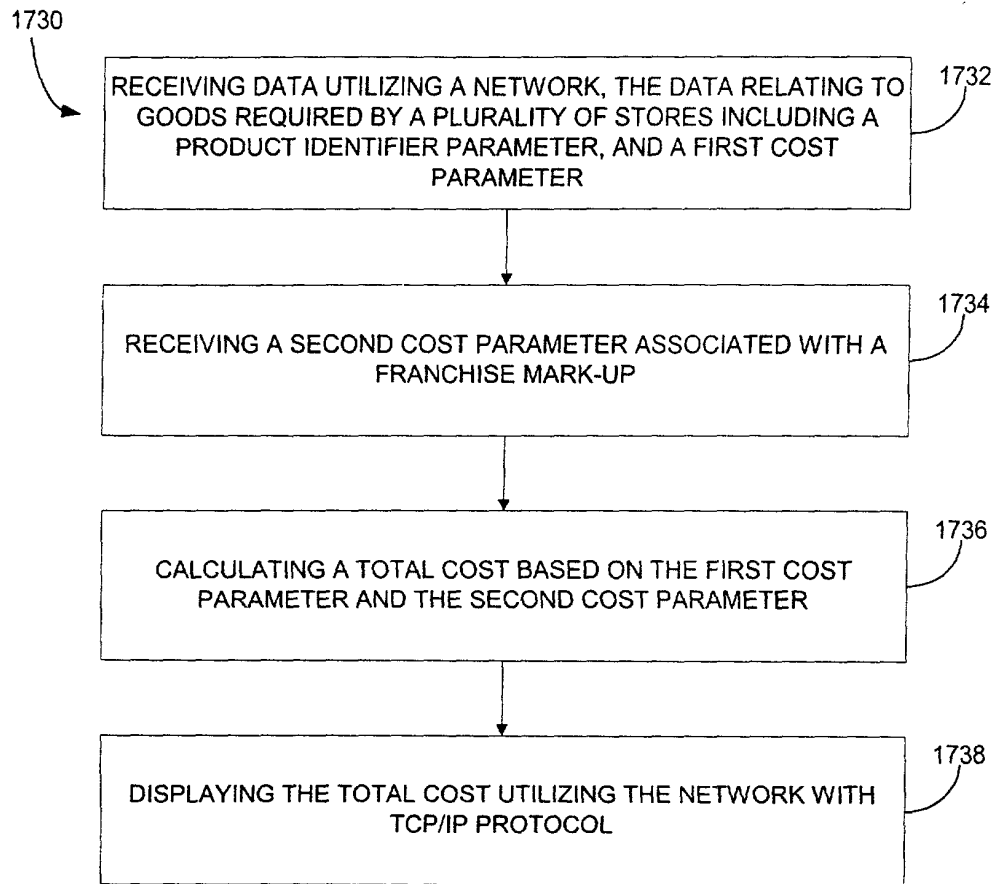 1730
RECEIVING DATA UTILIZING A NETWORK, THE DATA RELATING TO
GOODS REQUIRED BY A PLURALITY OF STORES INCLUDING A
PRODUCT IDENTIFIER PARAMETER, AND A FIRST COST
PARAMETER
1732
RECEIVING A SECOND COST PARAMETER ASSOCIATED WITH A
FRANCHISE MARK-UP
1734
CALCULATING A TOTAL COST BASED ON THE FIRST COST
PARAMETER AND THE SECOND COST PARAMETER
1736
DISPLAYING THE TOTAL COST UTILIZING THE NETWORK WITH
TCP/IP PROTOCOL
1738